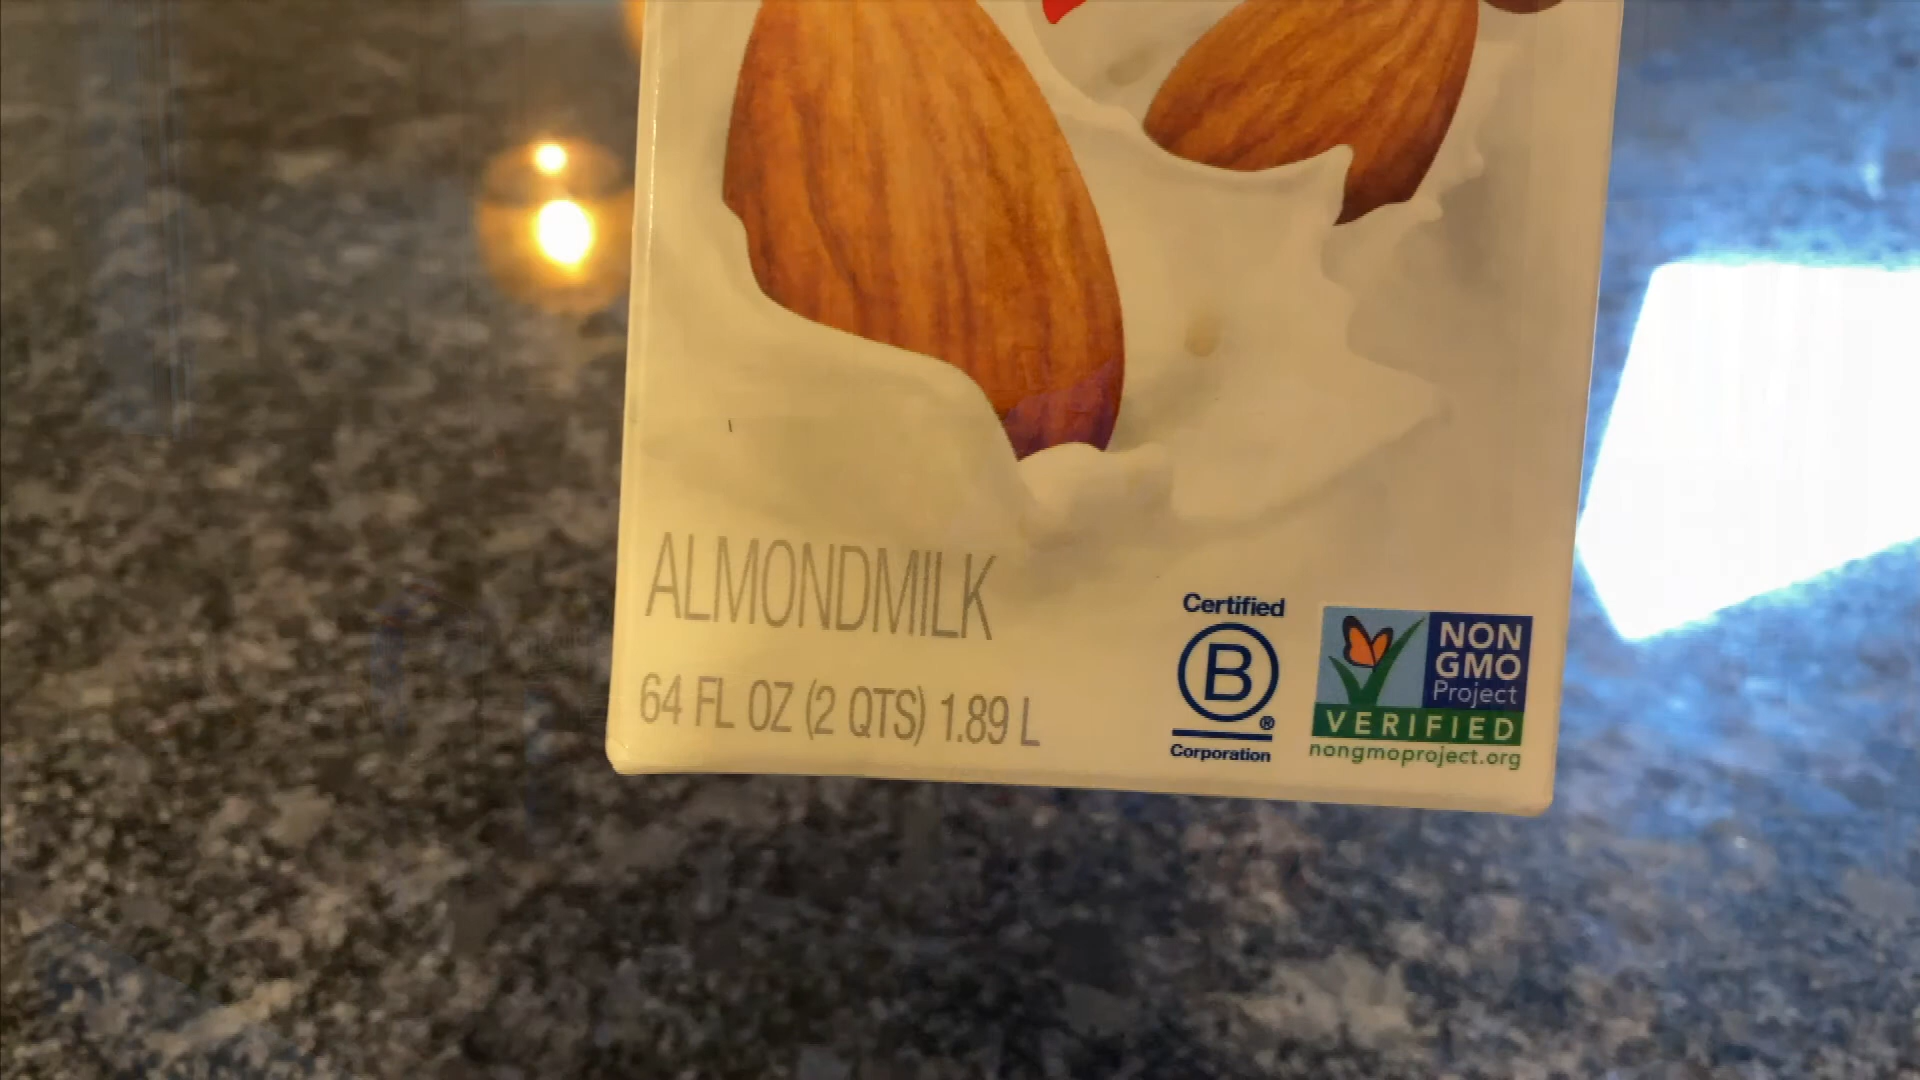 ALMONDMILK
64 FL OZ (2 QTS) 1.89 L
Certified
B
®
Corporation
NON
GMO
Project
VERIFIED
nongmoproject.org